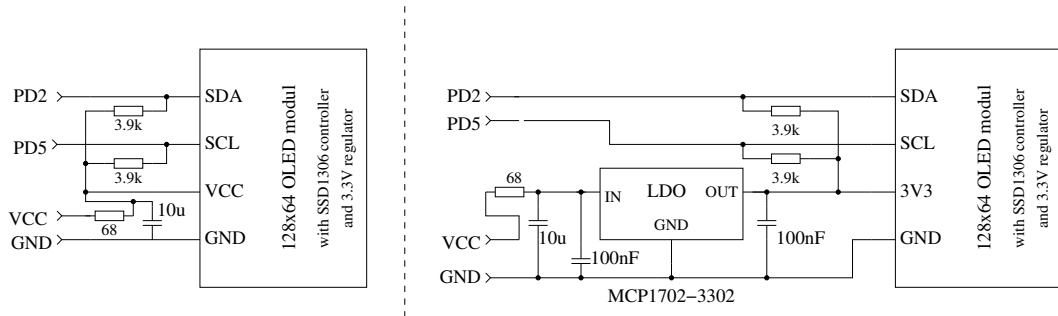 PD2
SDA
3.9k
PD5
SCL
3.9k
VCC
VCC
68
10u
GND
GND
128x64 OLED modul
with SSD1306 controller
and 3.3V regulator
PD2
SDA
3.9k
PD5
SCL
3.9k
68
IN
LDO
OUT
3V3
GND
VCC
10u
100nF
100nF
GND
GND
MCP1702-3302
128x64 OLED modul
with SSD1306 controller
and 3.3V regulator